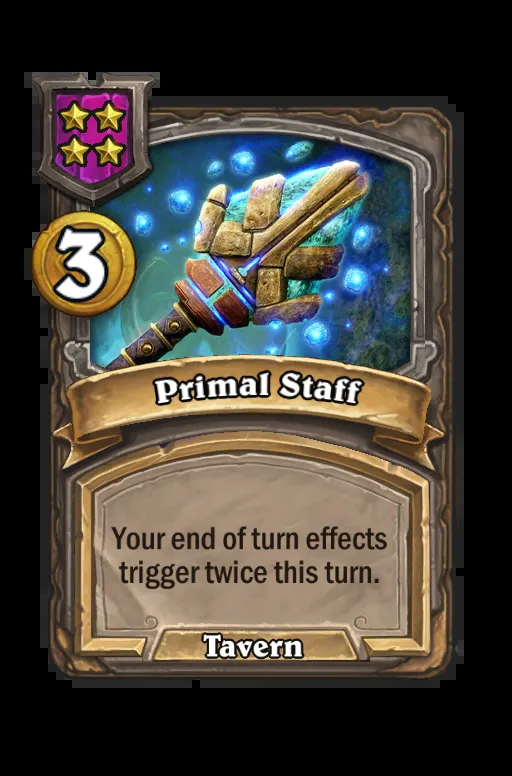 3
Primal Staff
Your end of turn effects
trigger twice this turn.
Tavern